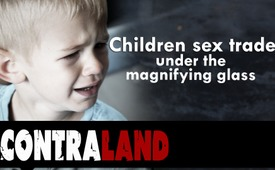 Children sex trade
under the
magnifying glass
CONTRALAND